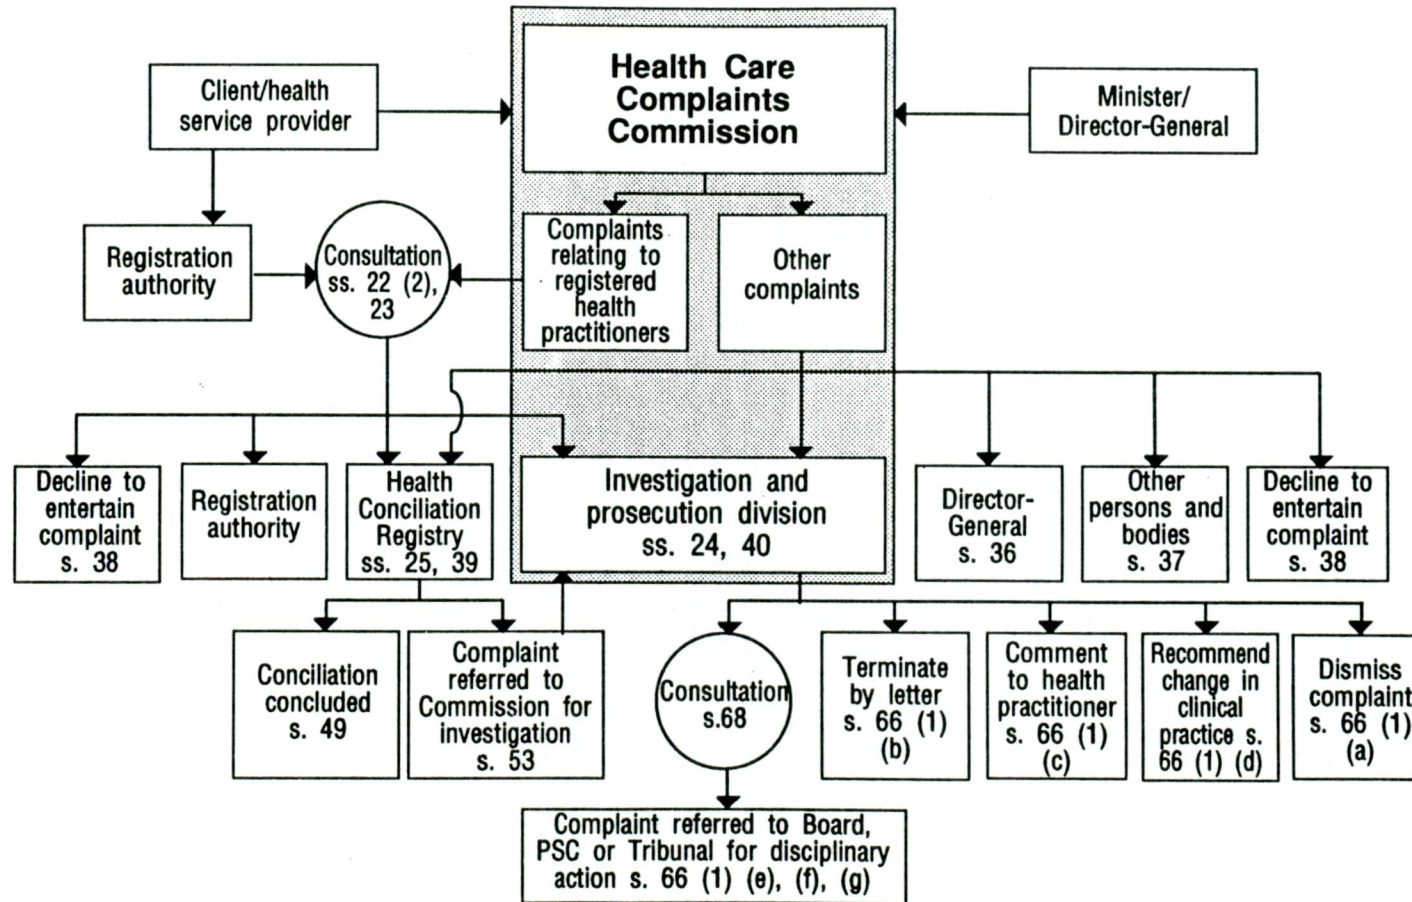 Health Care
Complaints
Commission
Client/health
service provider
Minister/
Director-General
Registration
authority
Consultation
ss. 22 (2),
23
Complaints
relating to
registered
health
practitioners
Other
complaints
Decline to
entertain
complaint
s. 38
Registration
authority
Health
Conciliation
Registry
ss. 25, 39
Investigation and
prosecution division
ss. 24, 40
Director-
General
s. 36
Other
persons and
bodies
s. 37
Decline to
entertain
complaint
s. 38
Conciliation
concluded
s. 49
Complaint
referred to
Commission for
investigation
s. 53
Consultation
s.68
Terminate
by letter
s. 66 (1)
(b)
Comment
to health
practitioner
s. 66 (1)
(c)
Recommend
change in
clinical
practice s.
66 (1) (d)
Dismiss
complaint
s. 66 (1)
(a)
Complaint referred to Board,
PSC or Tribunal for disciplinary
action s. 66 (1) (e), (f), (g)